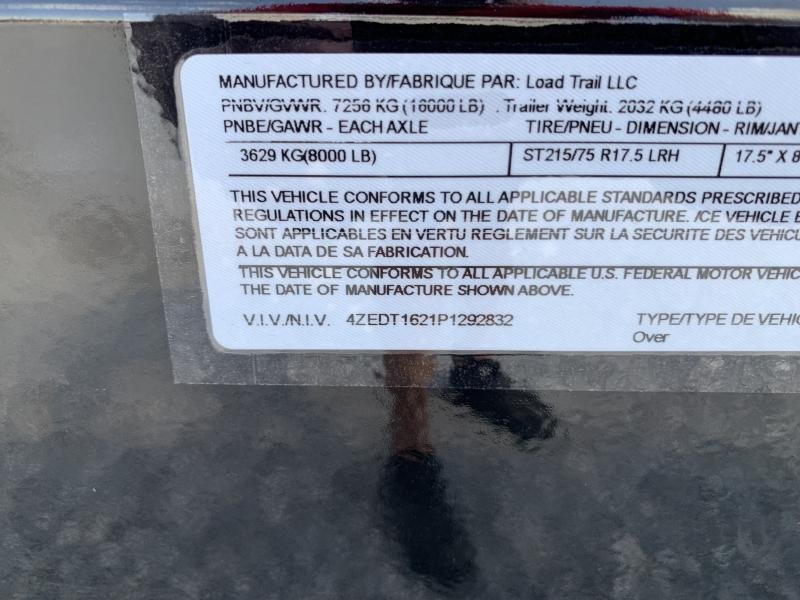 MANUFACTURED BY/FABRIQUE PAR: Load Trail LLC
PNBV/GVWR. 7256 KG (16000 LB) . Trailer Weight. 2032 KG (4480 LB)
PNBE/GAWR - EACH AXLE TIRE/PNEU - DIMENSION - RIM/JANT
3629 KG(8000 LB) ST215/75 R17.5 LRH 17.5" X 8
THIS VEHICLE CONFORMS TO ALL APPLICABLE STANDARDS PRESCRIBED
REGULATIONS IN EFFECT ON THE DATE OF MANUFACTURE. /CE VEHICLE E
SONT APPLICABLES EN VERTU REGLEMENT SUR LA SECURITE DES VEHICU
A LA DATA DE SA FABRICATION.
THIS VEHICLE CONFORMS TO ALL APPLICABLE U.S. FEDERAL MOTOR VEHIC
THE DATE OF MANUFACTURE SHOWN ABOVE.
V.I.V./N.I.V. 4ZEDT1621P1292832 TYPE/TYPE DE VEHIC
Over